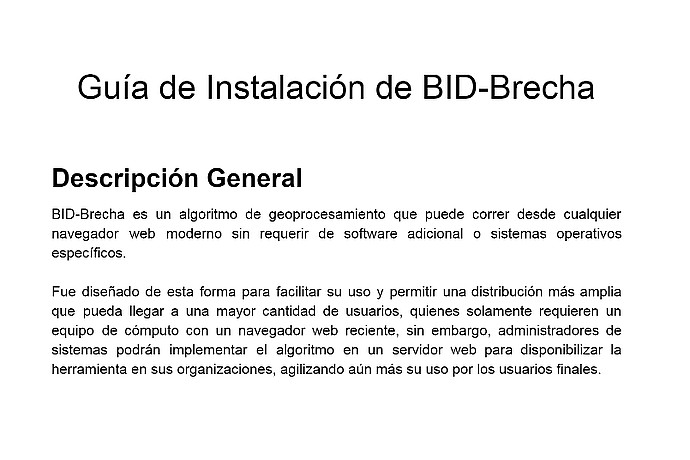 Guía de Instalación de BID-Brecha
Descripción General
BID-Brecha es un algoritmo de geoprocesamiento que puede correr desde cualquier
navegador web moderno sin requerir de software adicional o sistemas operativos
específicos.
Fue diseñado de esta forma para facilitar su uso y permitir una distribución más amplia
que pueda llegar a una mayor cantidad de usuarios, quienes solamente requieren un
equipo de cómputo con un navegador web reciente, sin embargo, administradores de
sistemas podrán implementar el algoritmo en un servidor web para disponibilizar la
herramienta en sus organizaciones, agilizando aún más su uso por los usuarios finales.